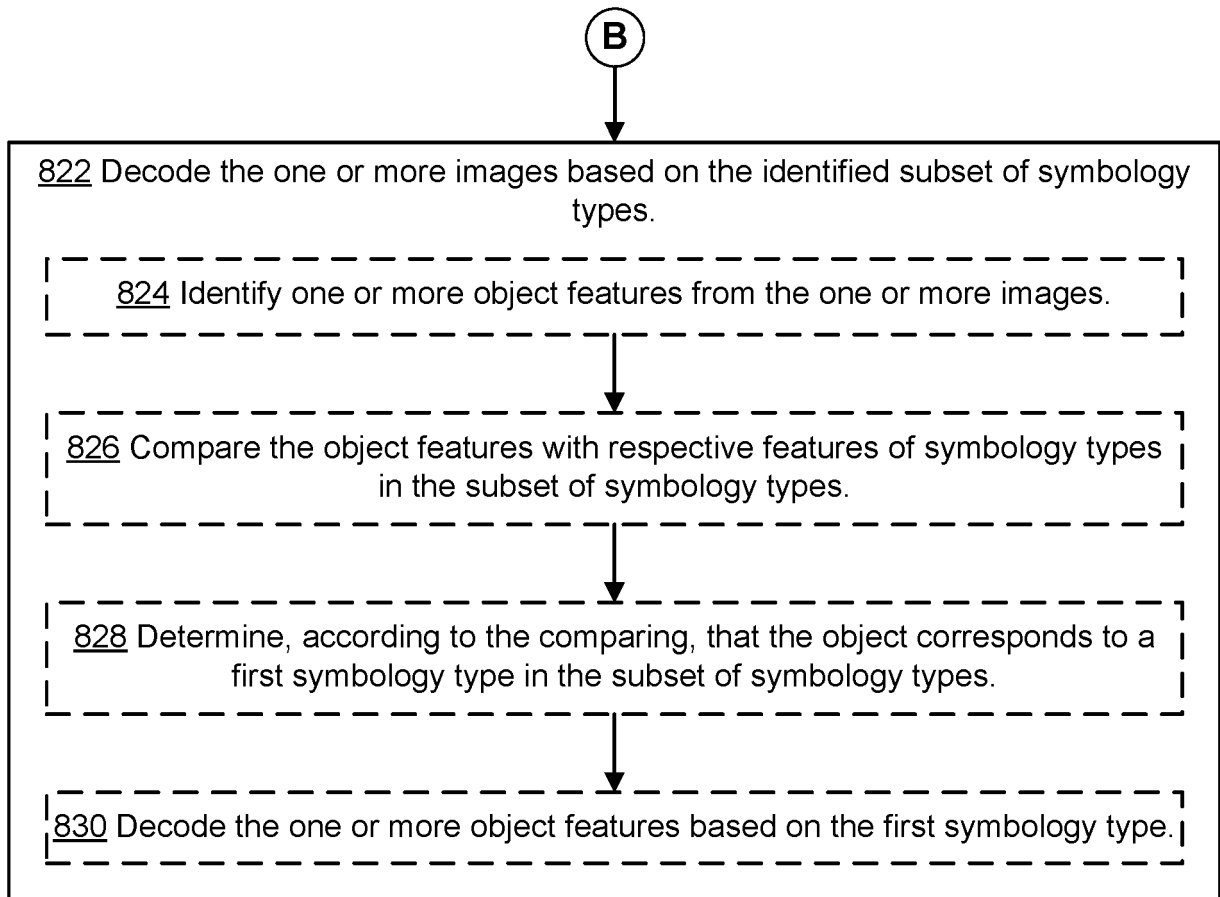 B
822 Decode the one or more images based on the identified subset of symbology
types.
824 Identify one or more object features from the one or more images.
826 Compare the object features with respective features of symbology types
in the subset of symbology types.
828 Determine, according to the comparing, that the object corresponds to a
first symbology type in the subset of symbology types.
830 Decode the one or more object features based on the first symbology type.